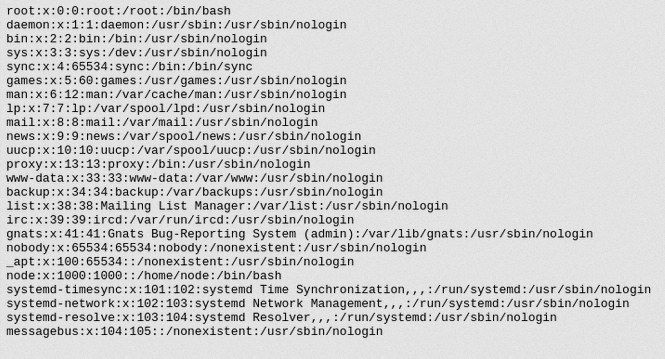 root:x:0:0:root:/root:/bin/bash
daemon:x:1:1:daemon:/usr/sbin:/usr/sbin/nologin
bin:x:2:2:bin:/bin:/usr/sbin/nologin
sys:x:3:3:sys:/dev:/usr/sbin/nologin
sync:x:4:65534:sync:/bin:/bin/sync
games:x:5:60:games:/usr/games:/usr/sbin/nologin
man:x:6:12:man:/var/cache/man:/usr/sbin/nologin
lp:x:7:7:lp:/var/spool/lpd:/usr/sbin/nologin
mail:x:8:8:mail:/var/mail:/usr/sbin/nologin
news:x:9:9:news:/var/spool/news:/usr/sbin/nologin
uucp:x:10:10:uucp:/var/spool/uucp:/usr/sbin/nologin
proxy:x:13:13:proxy:/bin:/usr/sbin/nologin
www-data:x:33:33:www-data:/var/www:/usr/sbin/nologin
backup:x:34:34:backup:/var/backups:/usr/sbin/nologin
list:x:38:38:Mailing List Manager:/var/list:/usr/sbin/nologin
irc:x:39:39:ircd:/var/run/ircd:/usr/sbin/nologin
gnats:x:41:41:Gnats Bug-Reporting System (admin):/var/lib/gnats:/usr/sbin/nologin
nobody:x:65534:65534:nobody:/nonexistent:/usr/sbin/nologin
_apt:x:100:65534::/nonexistent:/usr/sbin/nologin
node:x:1000:1000::/home/node:/bin/bash
systemd-timesync:x:101:102:systemd Time Synchronization,,,:/run/systemd:/usr/sbin/nologin
systemd-network:x:102:103:systemd Network Management,,,:/run/systemd:/usr/sbin/nologin
systemd-resolve:x:103:104:systemd Resolver,,,:/run/systemd:/usr/sbin/nologin
messagebus:x:104:105::/nonexistent:/usr/sbin/nologin